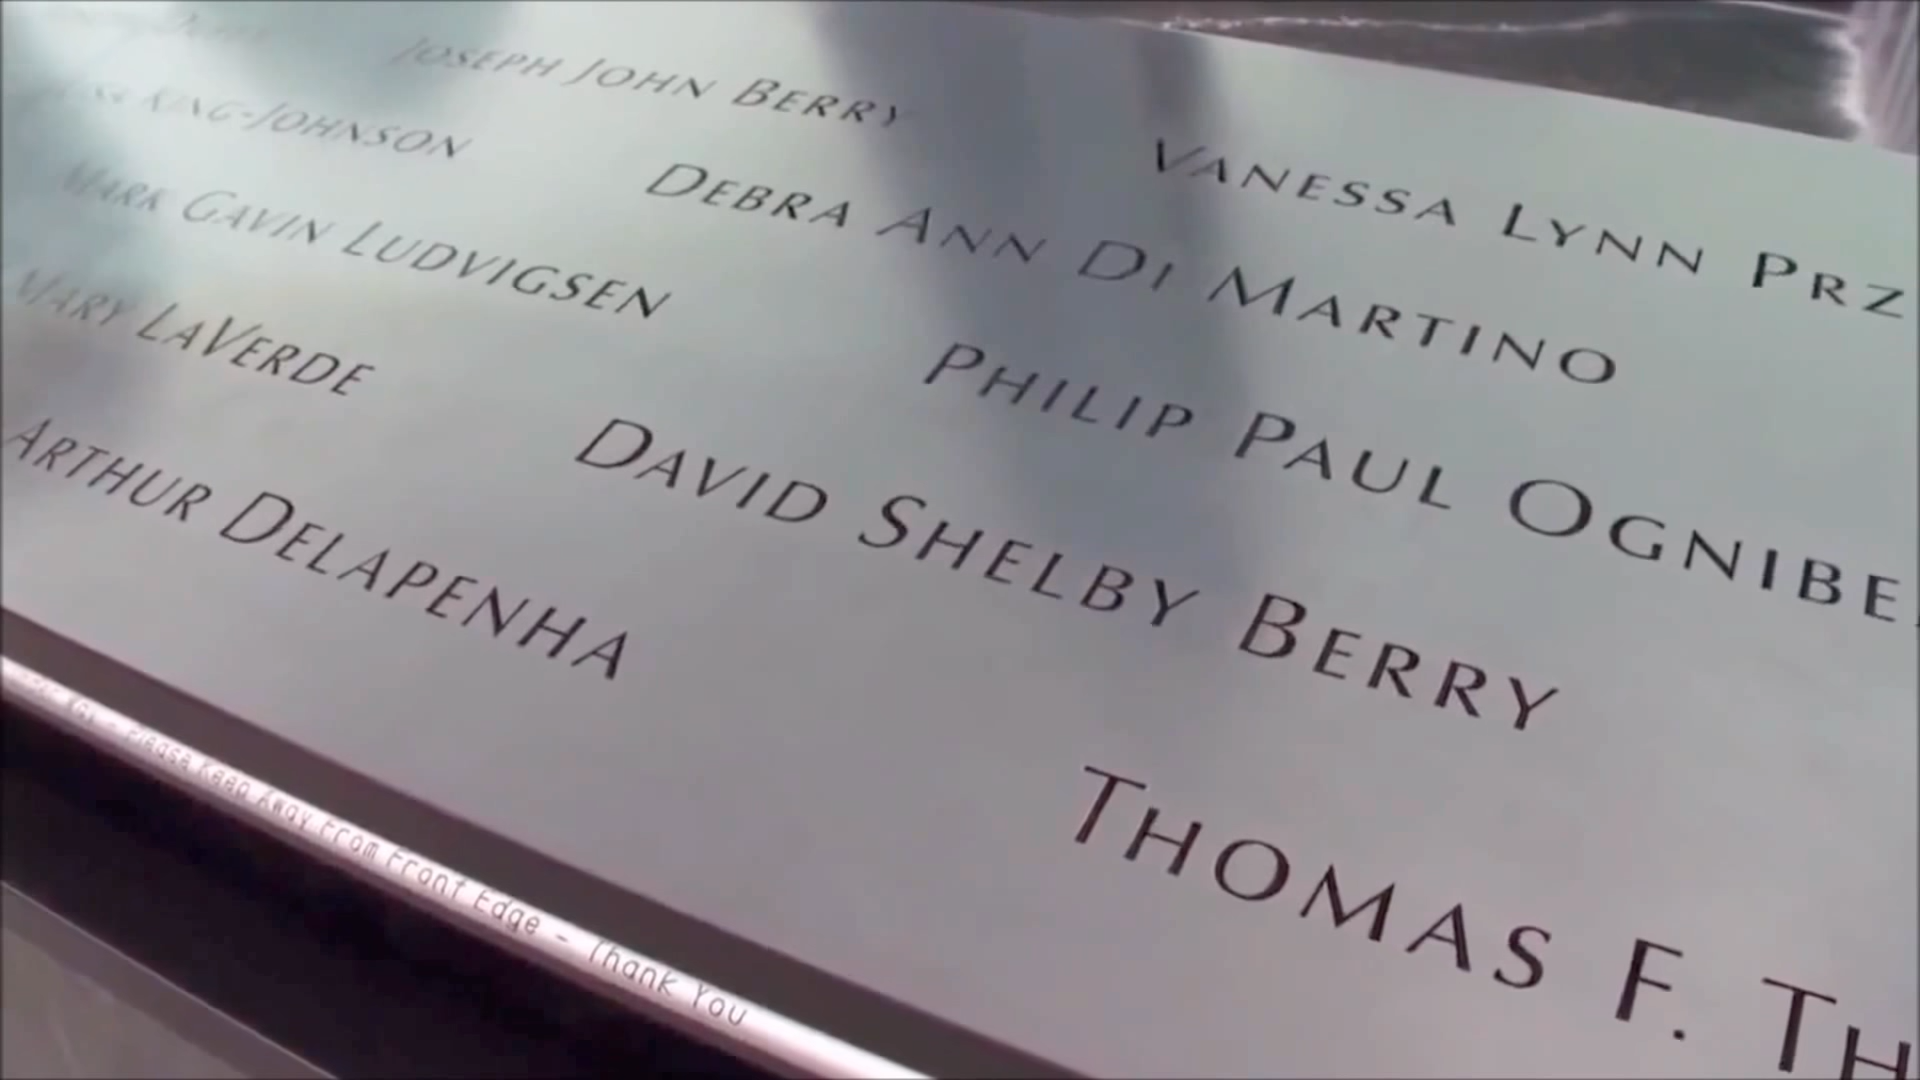 JOSEPH JOHN BERRY
VANESSA LYNN PRZ
KING-JOHNSON
DEBRA ANN DI MARTINO
MARK GAVIN LUDVIGSEN
PHILIP PAUL OGNIBE
MARY LAVERDE
DAVID SHELBY BERRY
ARTHUR DELAPENHA
THOMAS F. TH
- Please Keep Away From Front Edge - Thank You